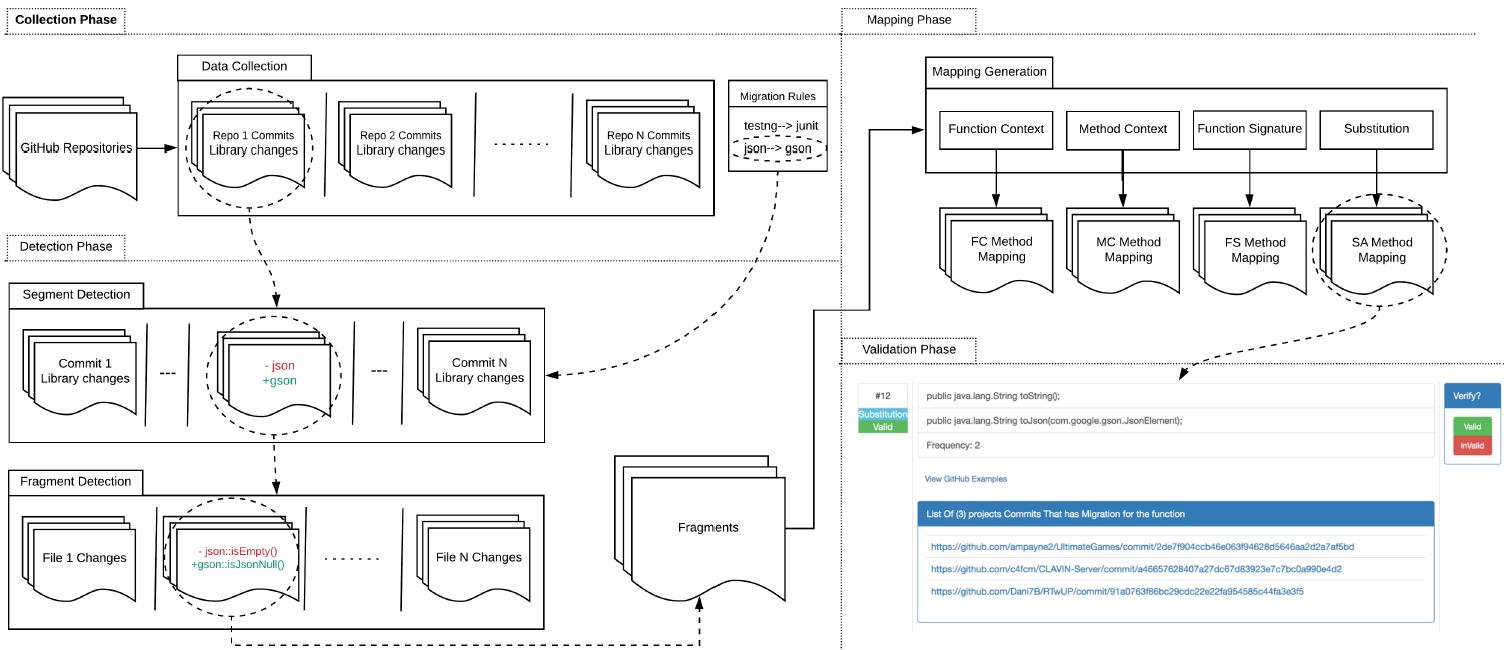 Collection Phase
Data Collection
GitHub Repositories
Repo 1 Commits
Library changes
Repo 2 Commits
Library changes
Repo N Commits
Library changes
Migration Rules
testng--> junit
json--> gson
Detection Phase
Segment Detection
Commit 1
Library changes
- json
+gson
Commit N
Library changes
Fragment Detection
File 1 Changes
- json::isEmpty()
+gson::isJsonNull()
File N Changes
Fragments
Mapping Phase
Mapping Generation
Function Context
Method Context
Function Signature
Substitution
FC Method
Mapping
MC Method
Mapping
FS Method
Mapping
SA Method
Mapping
Validation Phase
#12
Substitution
Valid
public java.lang.String toString();
public java.lang.String toJson(com.google.gson.JsonElement);
Frequency: 2
Verify?
Valid
inValid
View GitHub Examples
List Of (3) projects Commits That has Migration for the function
https://github.com/ampayne2/UltimateGames/commit/2de7f904ccb46e063f94628d5646aa2d2a7af5bd
https://github.com/c4fcm/CLAVIN-Server/commit/a46657628407a27dc67d83923e7c7bc0a990e4d2
https://github.com/Dani7B/RTwUP/commit/91a0763f86bc29cdc22e22fa954585c44fa3e3f5